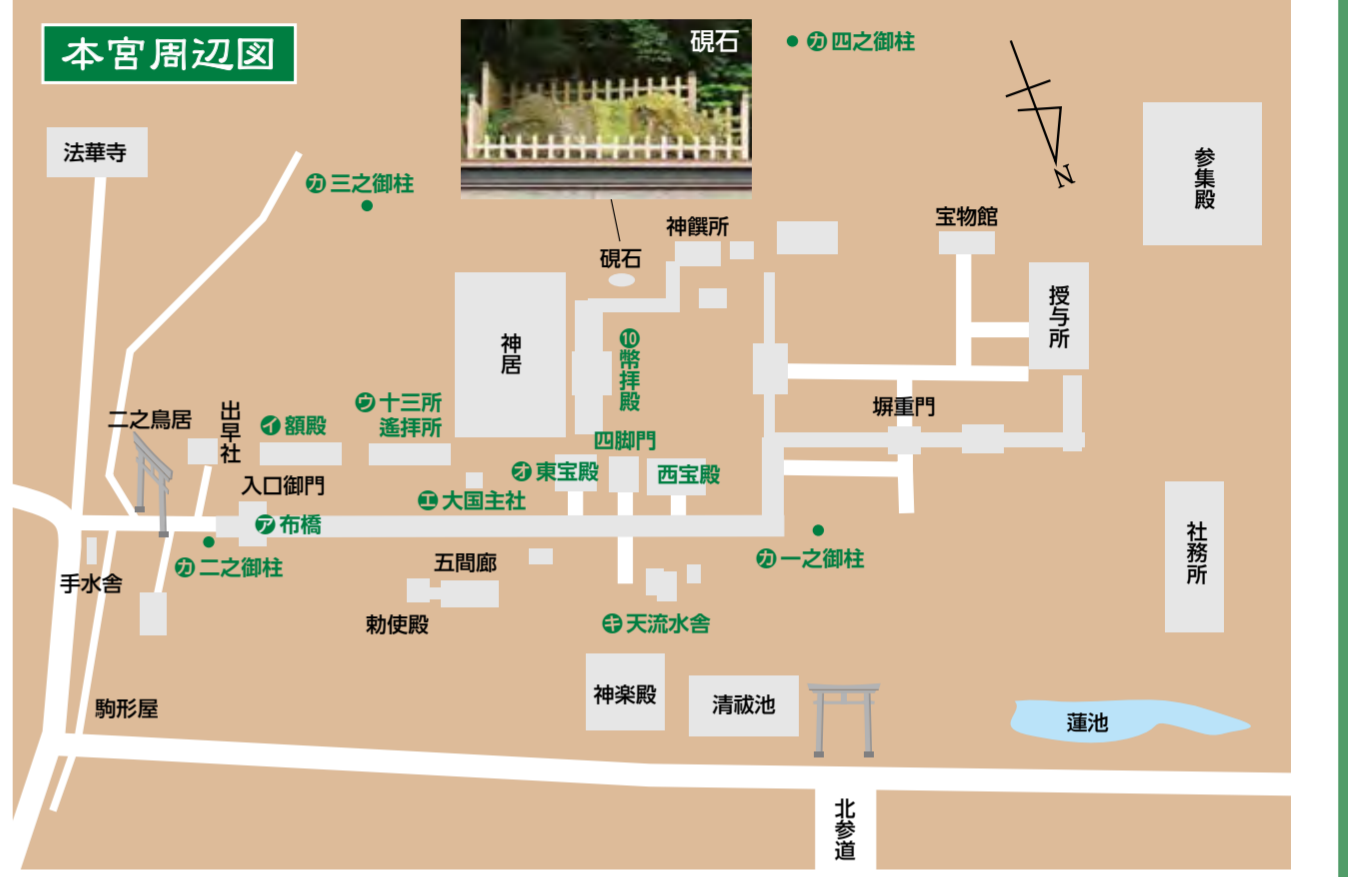 本宮周辺図
硯石
㋕四之御柱
N
法華寺
㋕三之御柱
参集殿
神饌所
宝物館
硯石
授与所
神居
⑩幣拝殿
塀重門
二之鳥居
出早社
㋑額殿
㋒十三所
遙拝所
四脚門
㋔東宝殿
西宝殿
入口御門
㋓大国主社
㋐布橋
㋕二之御柱
五間廊
㋕一之御柱
手水舎
社務所
勅使殿
㋖天流水舎
神楽殿
清祓池
駒形屋
蓮池
北参道